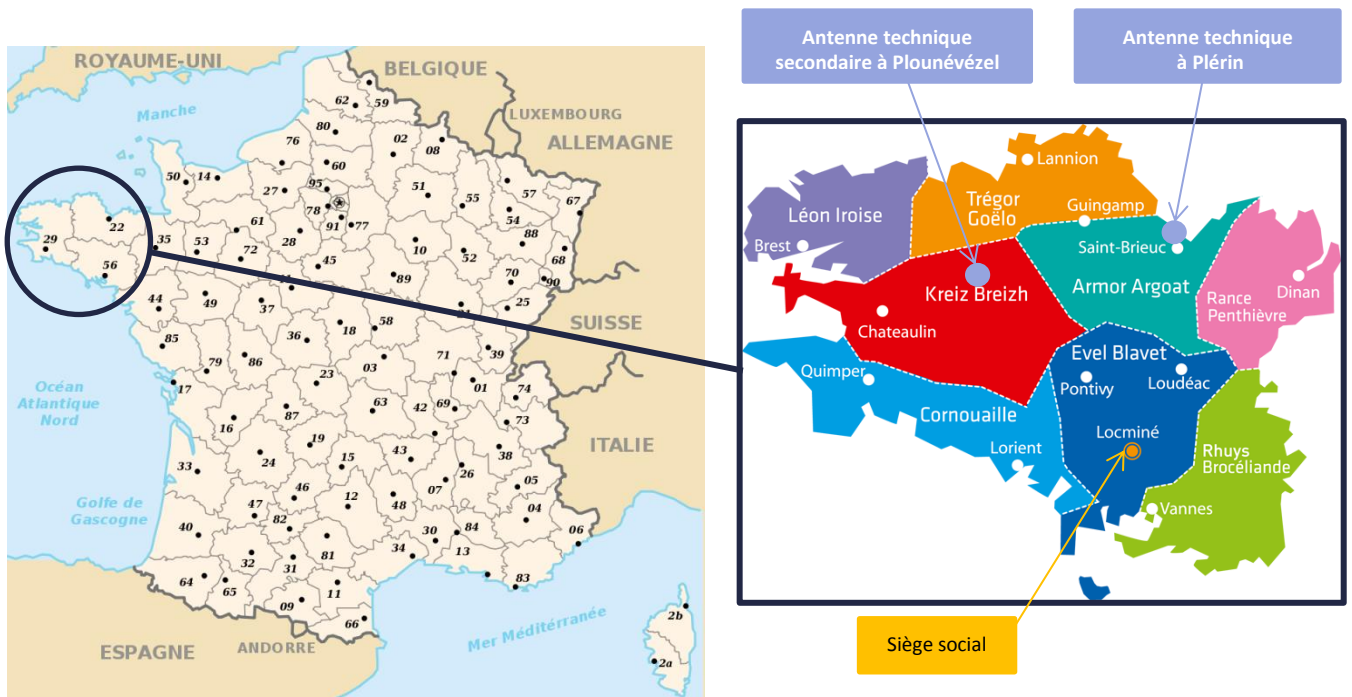 ROYAUME-UNI
BELGIQUE
LUXEMBOURG
ALLEMAGNE
Manche
62
59
80
02
08
76
60
50
14
27
95
51
55
57
67
78
91
77
54
61
88
22
29
35
53
28
10
52
68
72
45
70
90
56
89
44
49
37
25
SUISSE
18
58
85
36
71
39
79
86
03
01
17
23
74
Océan
Atlantique
Nord
87
63
42
69
73
16
ITALIE
19
43
38
15
24
26
33
46
07
05
Golfe de
Gascogne
47
12
48
04
82
40
30
84
06
34
13
81
32
31
83
64
65
11
09
66
2b
2a
Mer Méditérranée
ESPAGNE
ANDORRE
Antenne technique
secondaire à Plounévézel
Antenne technique
à Plérin
Lannion
Trégor
Goëlo
Guingamp
Léon Iroise
Brest
Saint-Brieuc
Kreiz Breizh
Armor Argoat
Dinan
Rance
Penthièvre
Chateaulin
Evel Blavet
Quimper
Pontivy
Loudéac
Cornouaille
Locminé
Lorient
Rhuys
Brocéliande
Vannes
Siège social